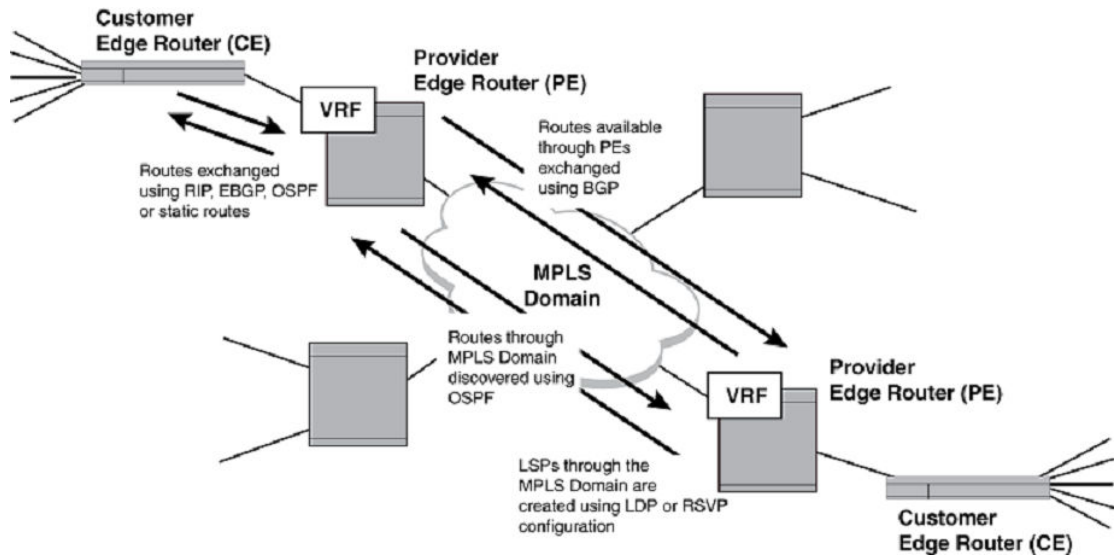 Customer
Edge Router (CE)
Provider
Edge Router (PE)
VRF
Routes available
through PEs
exchanged
using BGP
Routes exchanged
using RIP, EBGP, OSPF
or static routes
MPLS
Domain
Routes through
MPLS Domain
discovered using
OSPF
Provider
Edge Router (PE)
VRF
LSPs through the
MPLS Domain are
created using LDP or RSVP
configuration
Customer
Edge Router (CE)